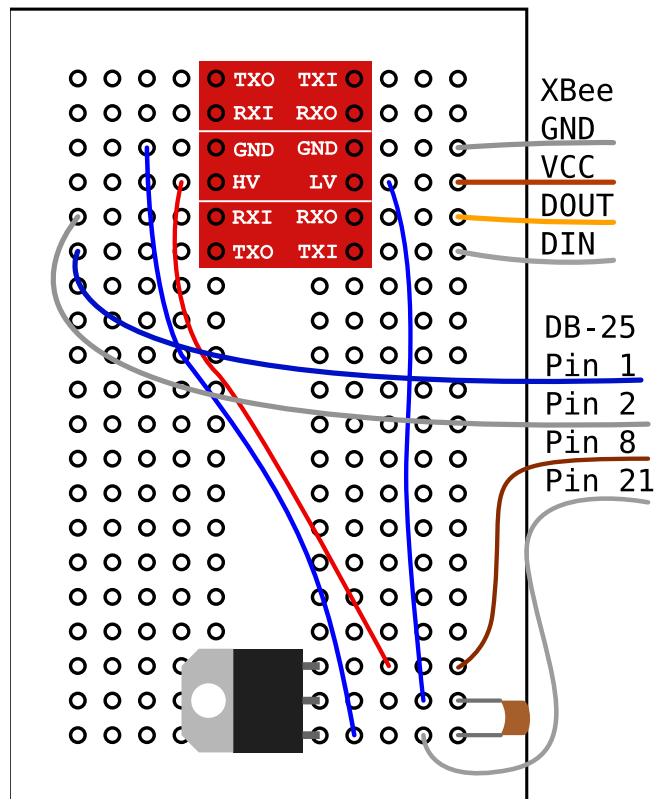 TXO TXI
RXI RXO
GND GND
HV LV
RXI RXO
TXO TXI
XBee
GND
VCC
DOUT
DIN
DB-25
Pin 1
Pin 2
Pin 8
Pin 21